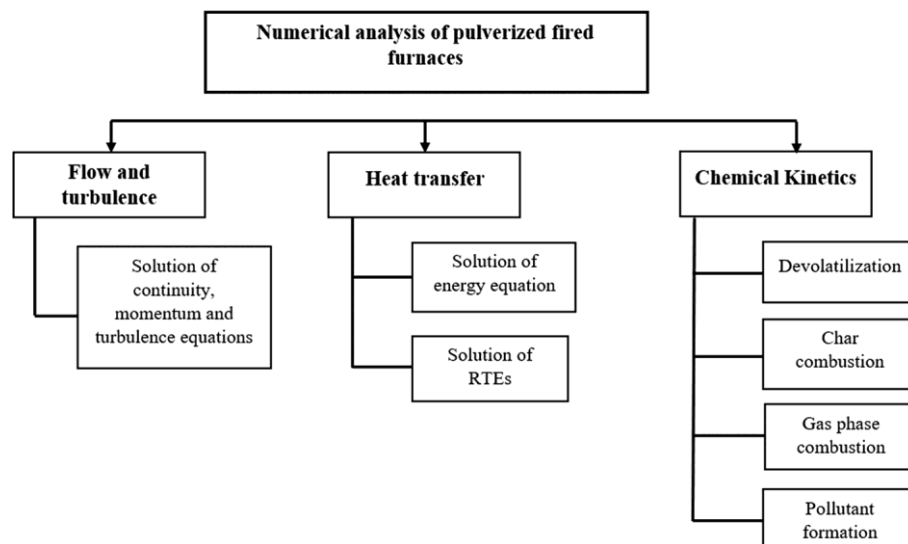 Numerical analysis of pulverized fired
furnaces
Flow and
turbulence
Solution of
continuity,
momentum and
turbulence equations
Heat transfer
Solution of
energy equation
Solution of
RTEs
Chemical Kinetics
Devolatilization
Char
combustion
Gas phase
combustion
Pollutant
formation